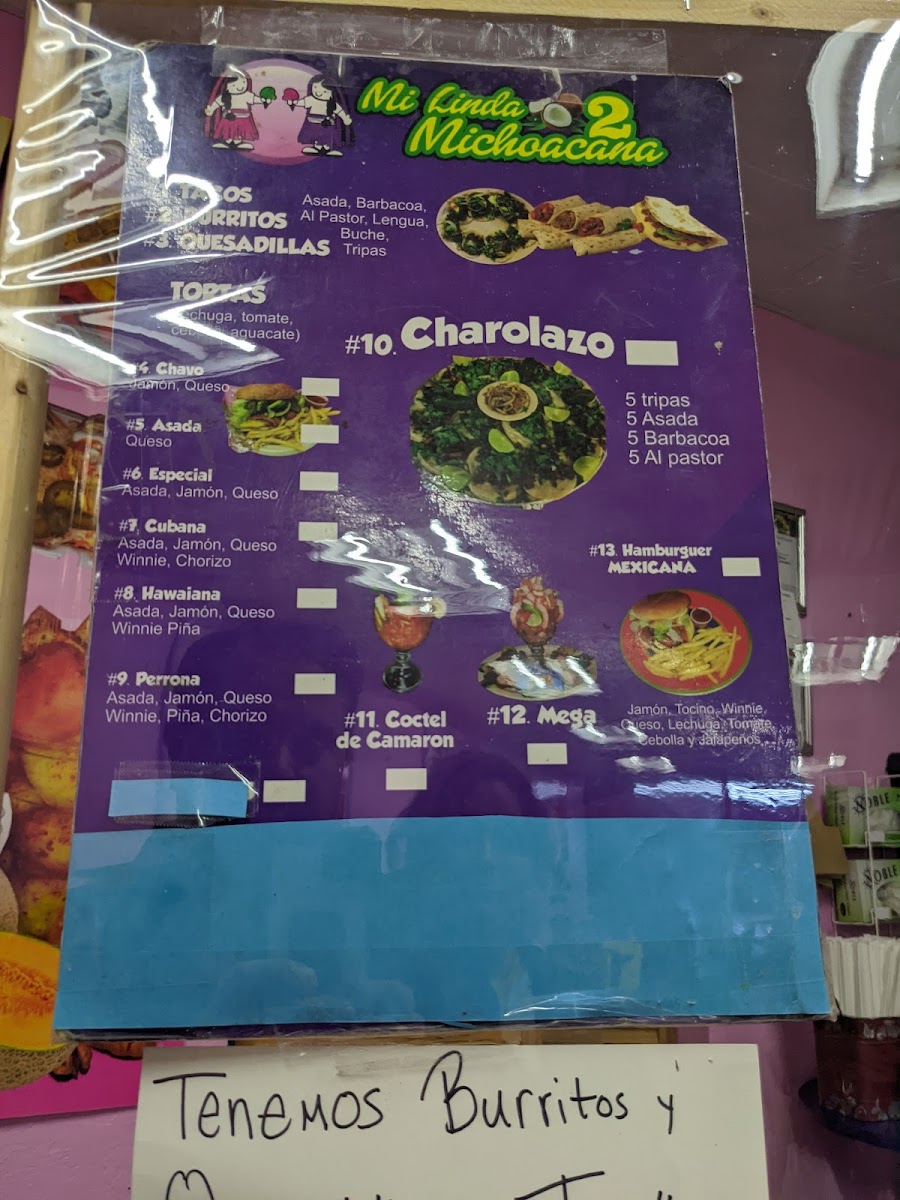 Mi Linda 2
Michoacana
TACOS
#2. BURRITOS
#3. QUESADILLAS
Asada, Barbacoa,
Al Pastor, Lengua,
Buche,
Tripas
TORTAS
lechuga, tomate,
aguacate)
#10. Charolazo
5 tripas
5 Asada
5 Barbacoa
5 Al pastor
#4. Chavo
Jamón, Queso
#5. Asada
Queso
#6. Especial
Asada, Jamón, Queso
#7. Cubana
Asada, Jamón, Queso
Winnie, Chorizo
#8. Hawaiana
Asada, Jamón, Queso
Winnie Piña
#9. Perrona
Asada, Jamón, Queso
Winnie, Piña, Chorizo
#11. Coctel
de Camaron
#12. Mega
#13. Hamburguer
MEXICANA
Jamón, Tocino, Winnie,
Queso, Lechuga, Tomate,
Cebolla y Jalapeños
NOBLE
NOBLE
Tenemos Burritos y